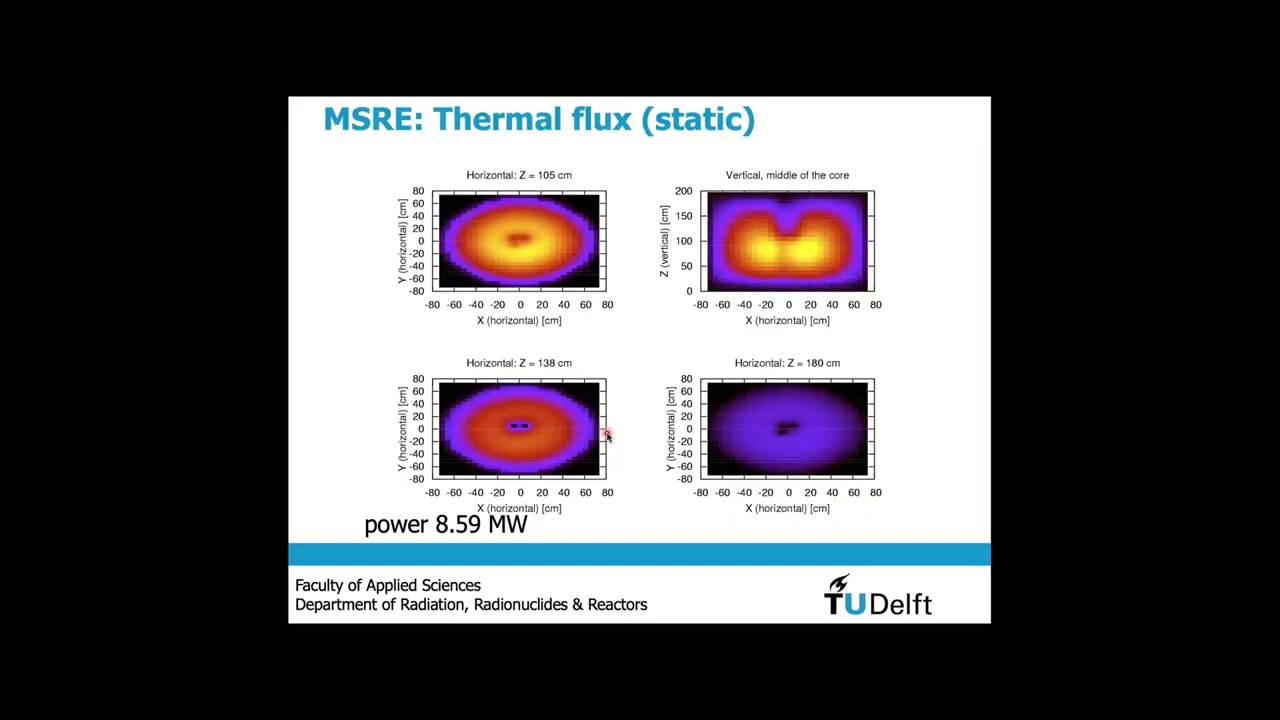 MSRE: Thermal flux (static)
Horizontal: Z = 105 cm
80
60
40
20
0
-20
-40
-60
-80
Y (horizontal) [cm]
-80 -60 -40 -20 0 20 40 60 80
X (horizontal) [cm]
Vertical, middle of the core
200
150
100
50
0
Z (vertical) [cm]
-80 -60 -40 -20 0 20 40 60 80
X (horizontal) [cm]
Horizontal: Z = 138 cm
80
60
40
20
0
-20
-40
-60
-80
Y (horizontal) [cm]
-80 -60 -40 -20 0 20 40 60 80
X (horizontal) [cm]
Horizontal: Z = 180 cm
80
60
40
20
0
-20
-40
-60
-80
Y (horizontal) [cm]
-80 -60 -40 -20 0 20 40 60 80
X (horizontal) [cm]
power 8.59 MW
Faculty of Applied Sciences
Department of Radiation, Radionuclides & Reactors
TUDelft